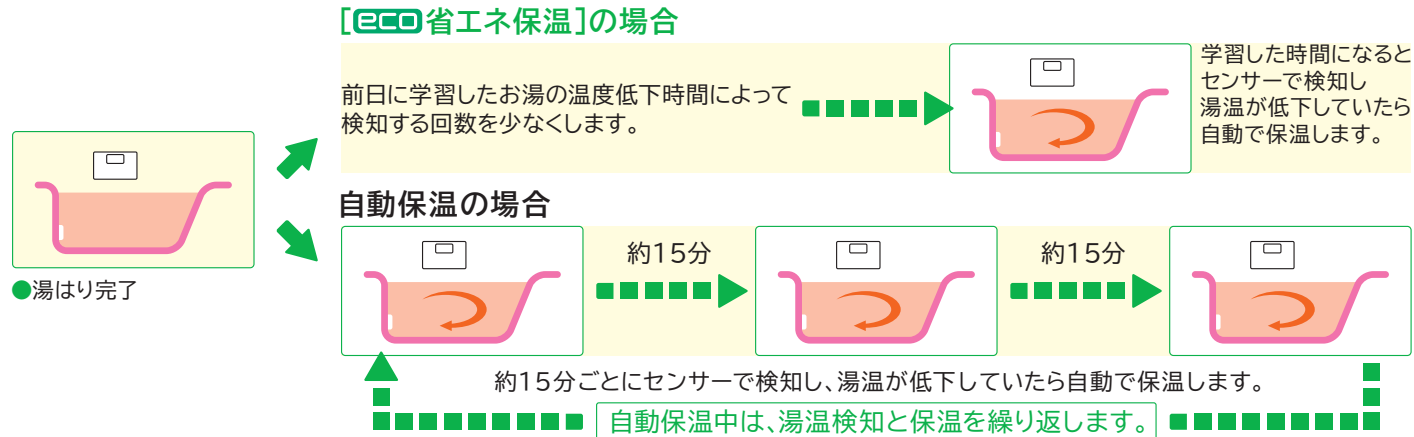 [eco省エネ保温]の場合
前日に学習したお湯の温度低下時間によって
検知する回数を少なくします。
学習した時間になると
センサーで検知し
湯温が低下していたら
自動で保温します。
●湯はり完了
自動保温の場合
約15分
約15分
約15分ごとにセンサーで検知し、湯温が低下していたら自動で保温します。
自動保温中は、湯温検知と保温を繰り返します。